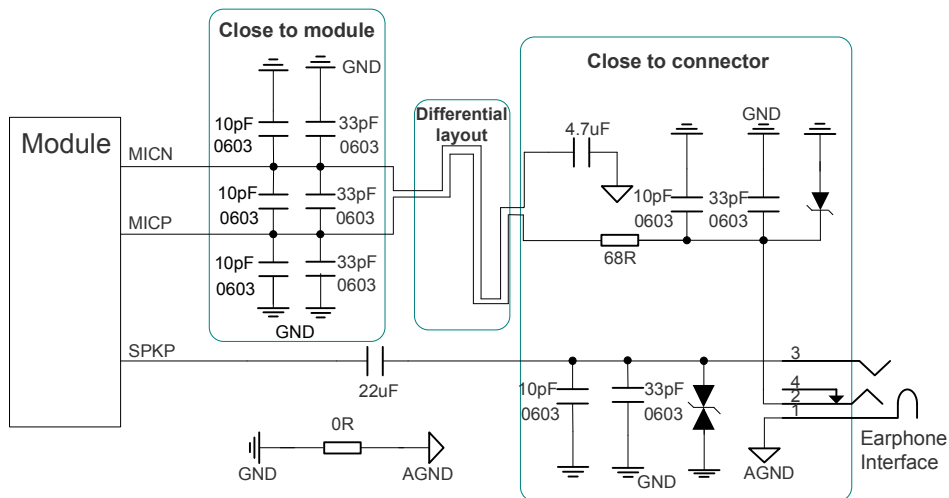 Close to module
GND
10pF
0603
33pF
0603
Module
MICN
10pF
0603
33pF
0603
MICP
10pF
0603
33pF
0603
GND
Differential
layout
Close to connector
4.7uF
GND
10pF
0603
33pF
0603
68R
SPKP
22uF
10pF
0603
33pF
0603
GND
3
4
2
1
AGND
Earphone
Interface
0R
GND
AGND